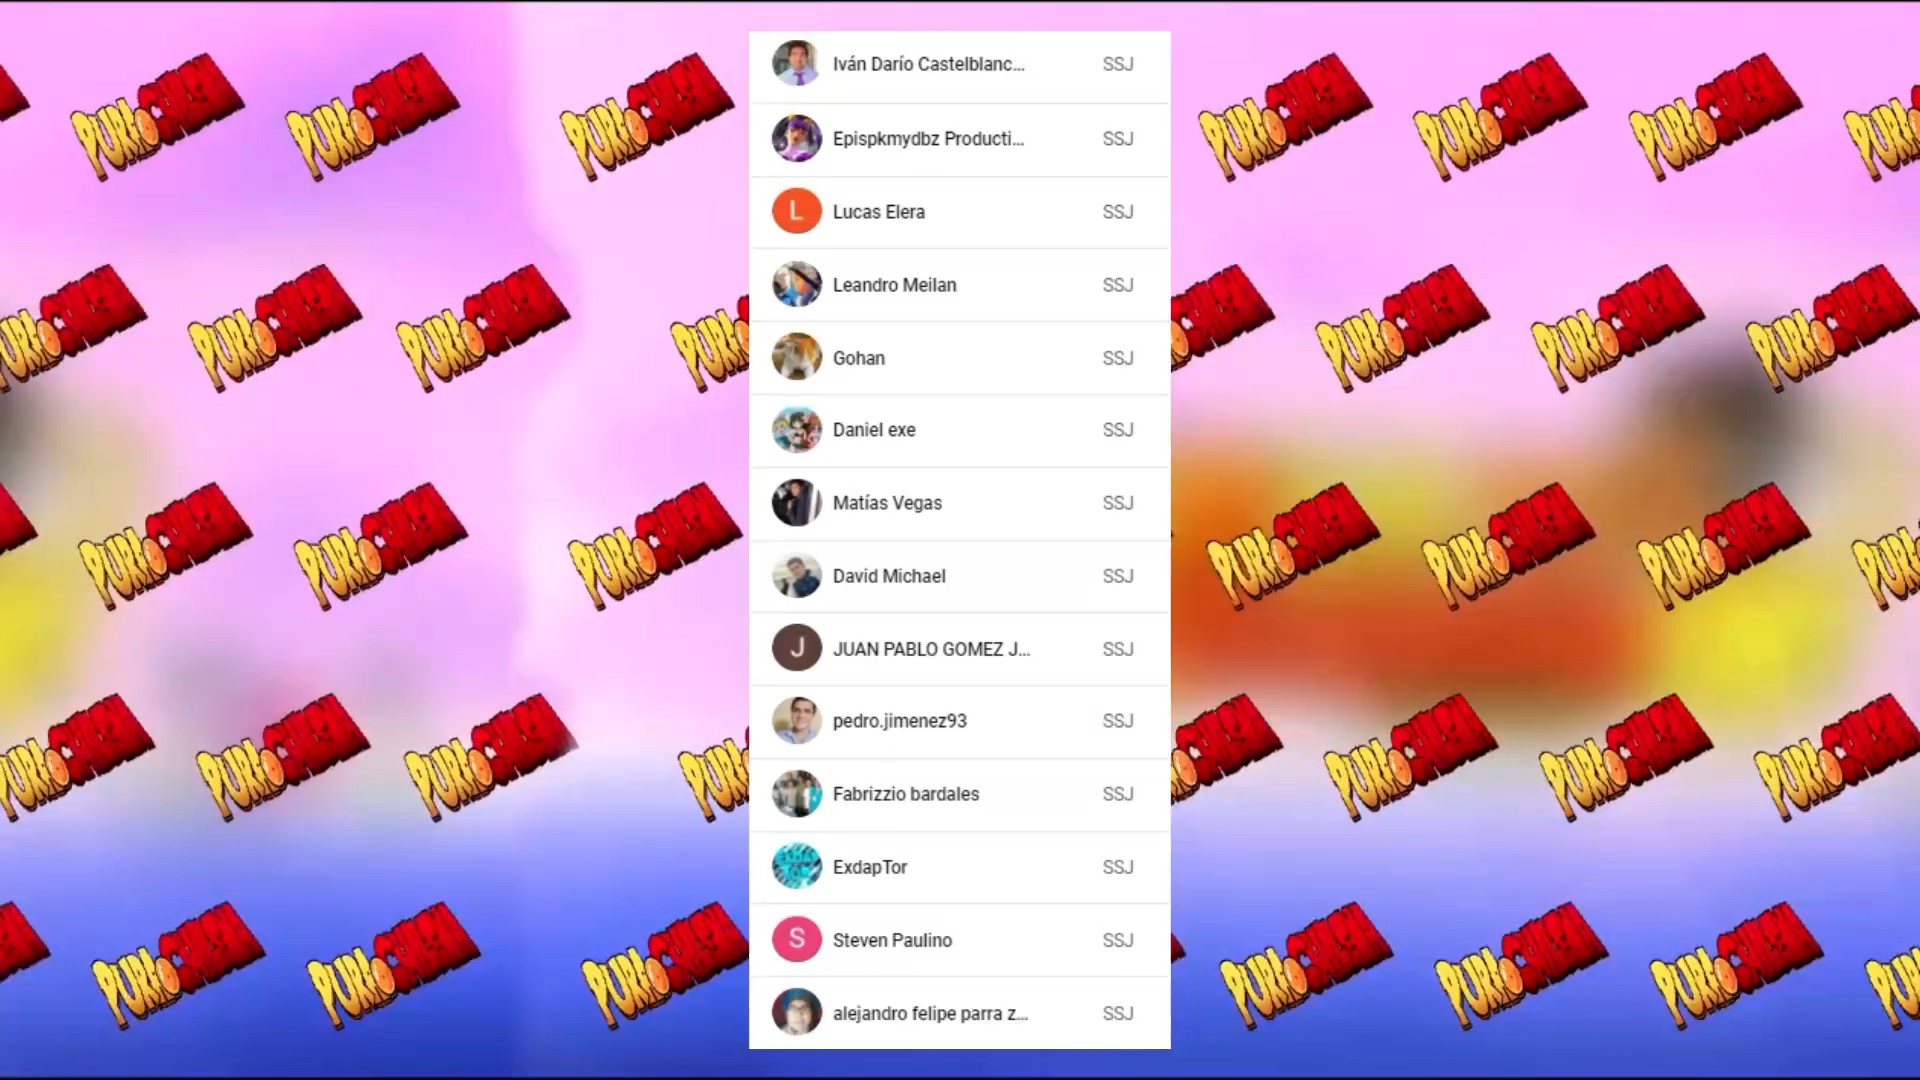 Iván Darío Castelblanc... SSJ
Epispkmydbz Producti... SSJ
L Lucas Elera SSJ
Leandro Meilan SSJ
Gohan SSJ
Daniel exe SSJ
Matías Vegas SSJ
David Michael SSJ
J JUAN PABLO GOMEZ J... SSJ
pedro.jimenez93 SSJ
Fabrizzio bardales SSJ
ExdapTor SSJ
S Steven Paulino SSJ
alejandro felipe parra z... SSJ